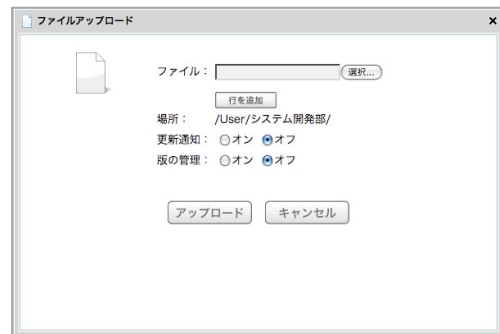 ファイルアップロード
ファイル： 選択...
行を追加
場所： /User/システム開発部/
更新通知： オン オフ
版の管理： オン オフ
アップロード キャンセル